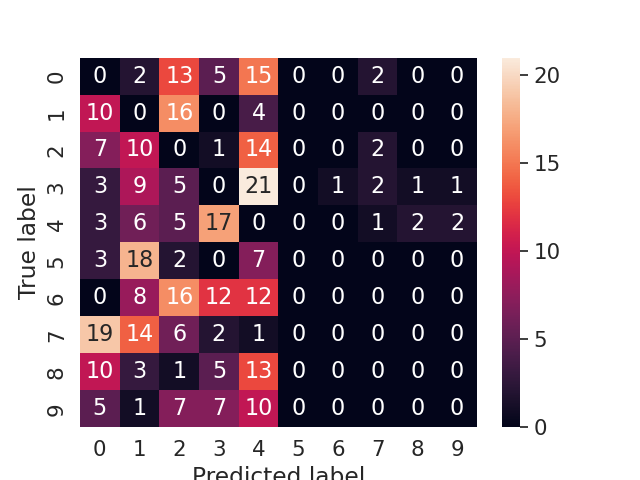 0 0 2 13 5 15 0 0 2 0 0 20
1 10 0 16 0 4 0 0 0 0 0
2 7 10 0 1 14 0 0 2 0 0 15
3 3 9 5 0 21 0 1 2 1 1
4 3 6 5 17 0 0 0 1 2 2 10
5 3 18 2 0 7 0 0 0 0 0
6 0 8 16 12 12 0 0 0 0 0
7 19 14 6 2 1 0 0 0 0 0 5
8 10 3 1 5 13 0 0 0 0 0
9 5 1 7 7 10 0 0 0 0 0 0
0 1 2 3 4 5 6 7 8 9
True label
Predicted label